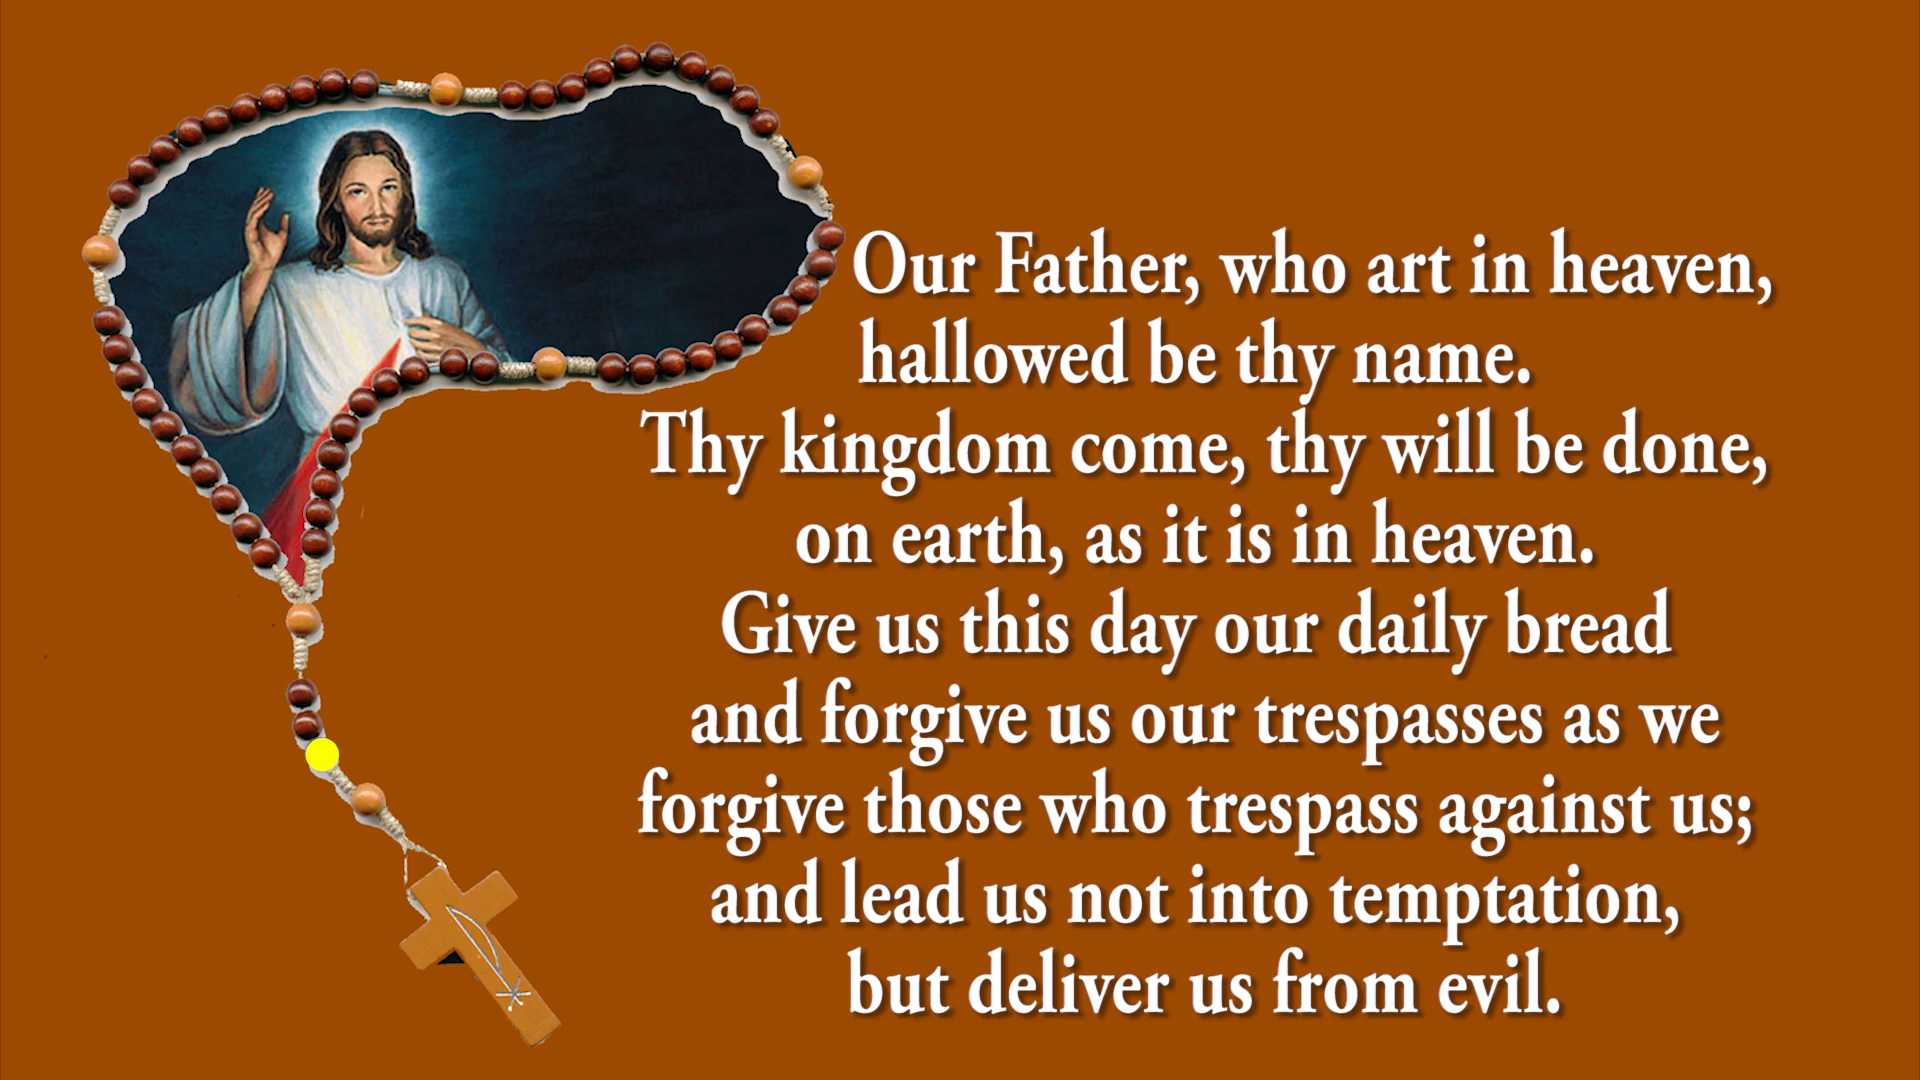 Our Father, who art in heaven,
hallowed be thy name.
Thy kingdom come, thy will be done,
on earth, as it is in heaven.
Give us this day our daily bread
and forgive us our trespasses as we
forgive those who trespass against us;
and lead us not into temptation,
but deliver us from evil.